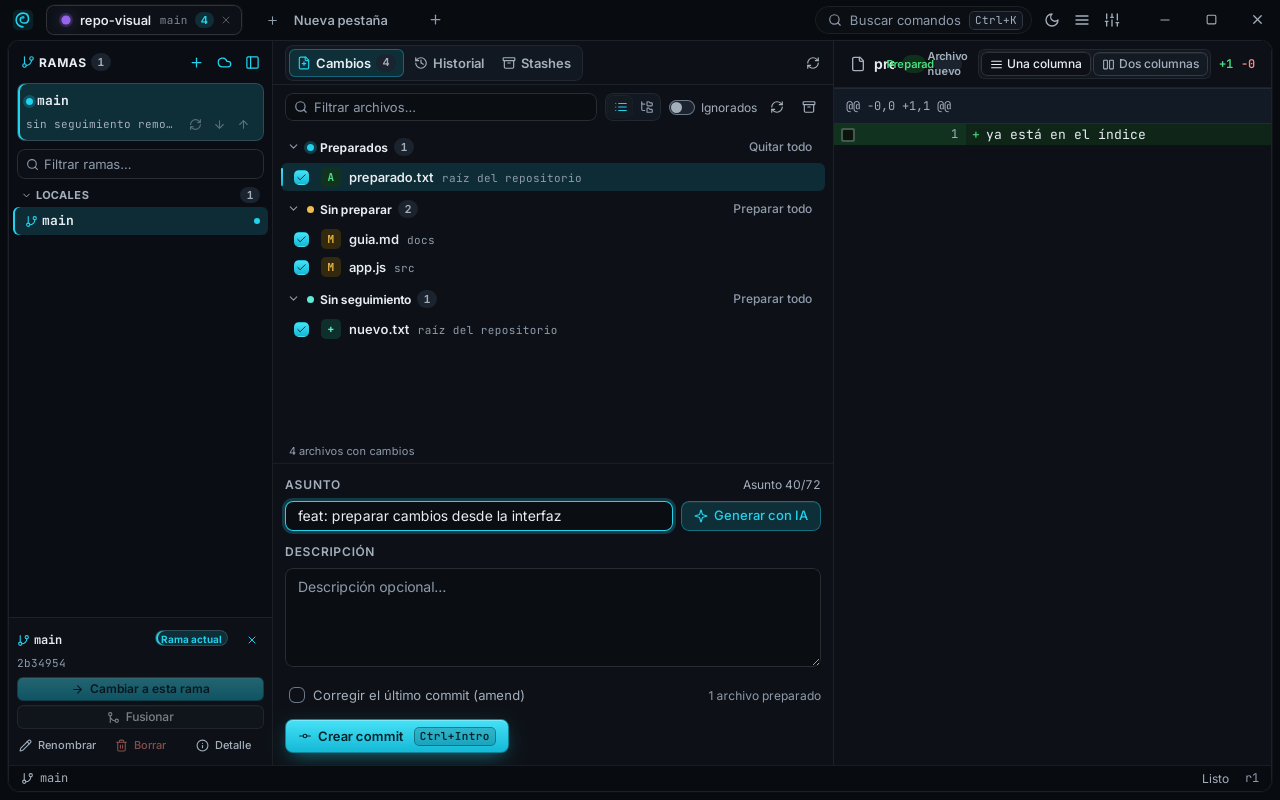 repo-visual main 4
Nueva pestaña
Buscar comandos Ctrl+K
RAMAS 1
main
sin seguimiento remo…
Filtrar ramas…
LOCALES 1
main
main Rama actual
2b34954
Cambiar a esta rama
Fusionar
Renombrar Borrar Detalle
Cambios 4 Historial Stashes
Filtrar archivos… Ignorados
Preparados 1 Quitar todo
A preparado.txt raíz del repositorio
Sin preparar 2 Preparar todo
M guia.md docs
M app.js src
Sin seguimiento 1 Preparar todo
+ nuevo.txt raíz del repositorio
4 archivos con cambios
ASUNTO Asunto 40/72
feat: preparar cambios desde la interfaz Generar con IA
DESCRIPCIÓN
Descripción opcional…
Corregir el último commit (amend) 1 archivo preparado
Crear commit Ctrl+Intro
Preparad Archivo nuevo Una columna Dos columnas +1 -0
@@ -0,0 +1,1 @@
1 + ya está en el índice
main Listo r1